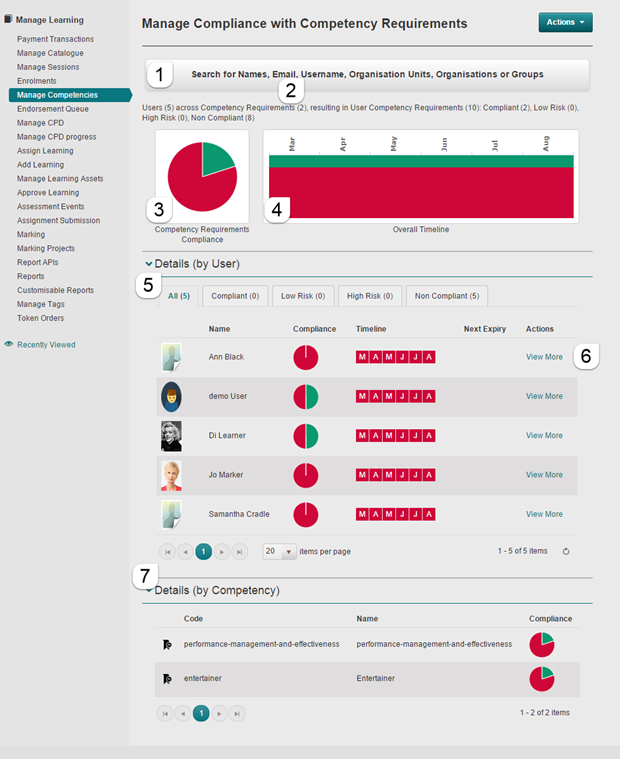 Manage Learning
Payment Transactions
Manage Catalogue
Manage Sessions
Enrolments
Manage Competencies
Endorsement Queue
Manage CPD
Manage CPD progress
Assign Learning
Add Learning
Manage Learning Assets
Approve Learning
Assessment Events
Assignment Submission
Marking
Marking Projects
Report APIs
Reports
Customisable Reports
Manage Tags
Token Orders
Recently Viewed
Manage Compliance with Competency Requirements
Actions
1
Search for Names, Email, Username, Organisation Units, Organisations or Groups
2
Users (5) across Competency Requirements (2), resulting in User Competency Requirements (10): Compliant (2), Low Risk (0),
High Risk (0), Non Compliant (8)
Mar Apr May Jun Jul Aug
3
4
Competency Requirements
Compliance
Overall Timeline
Details (by User)
5
All (5) Compliant (0) Low Risk (0) High Risk (0) Non Compliant (5)
Name Compliance Timeline Next Expiry Actions
Ann Black M A M J J A View More
6
demo User M A M J J A View More
Di Learner M A M J J A View More
Jo Marker M A M J J A View More
Samantha Cradle M A M J J A View More
1 20 items per page 1 - 5 of 5 items
7
Details (by Competency)
Code Name Compliance
performance-management-and-effectiveness performance-management-and-effectiveness
entertainer Entertainer
1 1 - 2 of 2 items